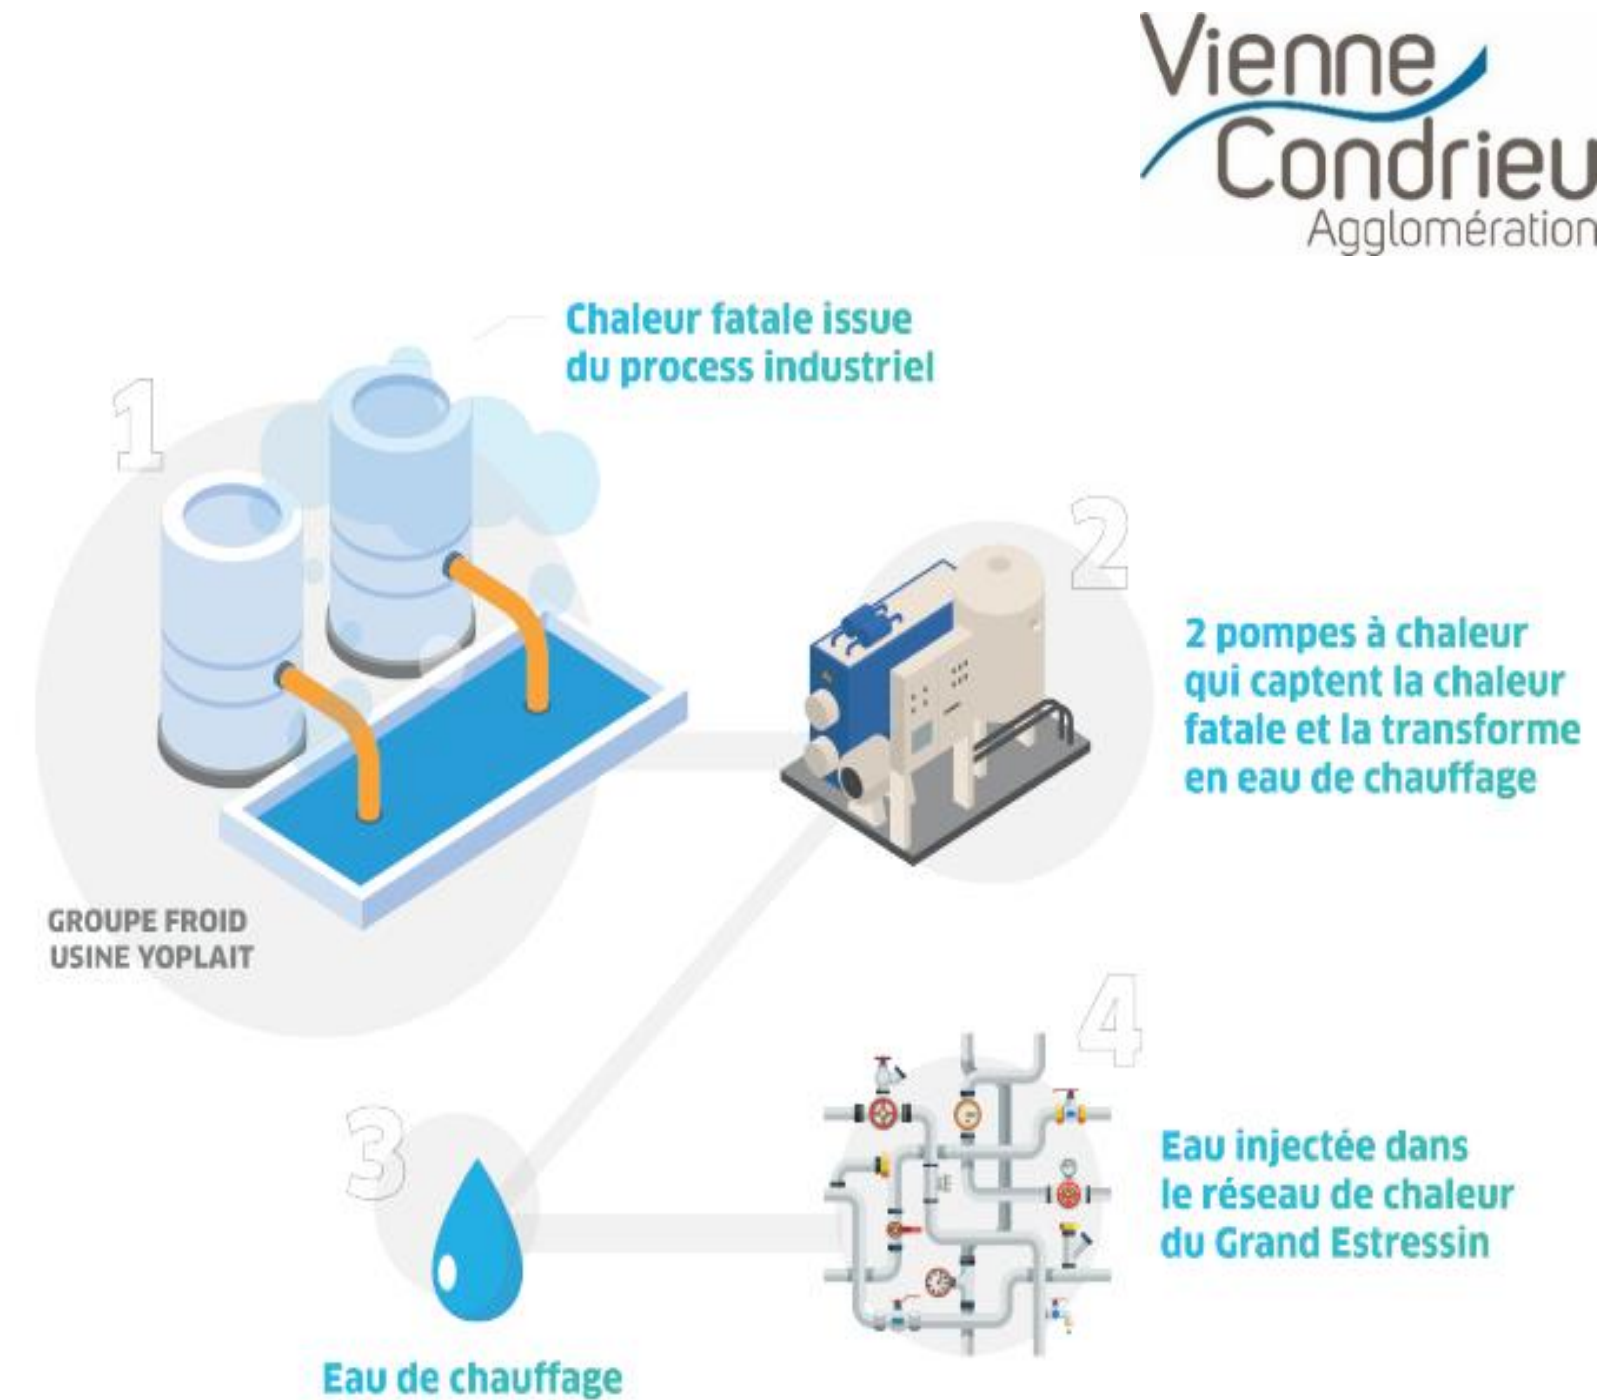 Vienne
Condrieu
Agglomération
Chaleur fatale issue
du process industriel
1
2
2 pompes à chaleur
qui captent la chaleur
fatale et la transforme
en eau de chauffage
GROUPE FROID
USINE YOPLAIT
4
3
Eau injectée dans
le réseau de chaleur
du Grand Estressin
Eau de chauffage